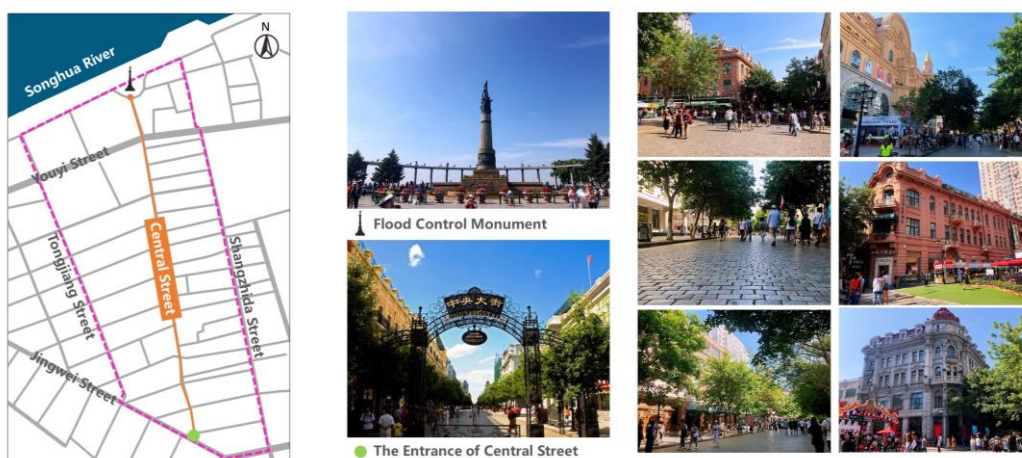 N
Songhua River
Youyi Street
Central Street
Tongjiang Street
Shangzhida Street
Jingwei Street
Flood Control Monument
中央大街
The Entrance of Central Street